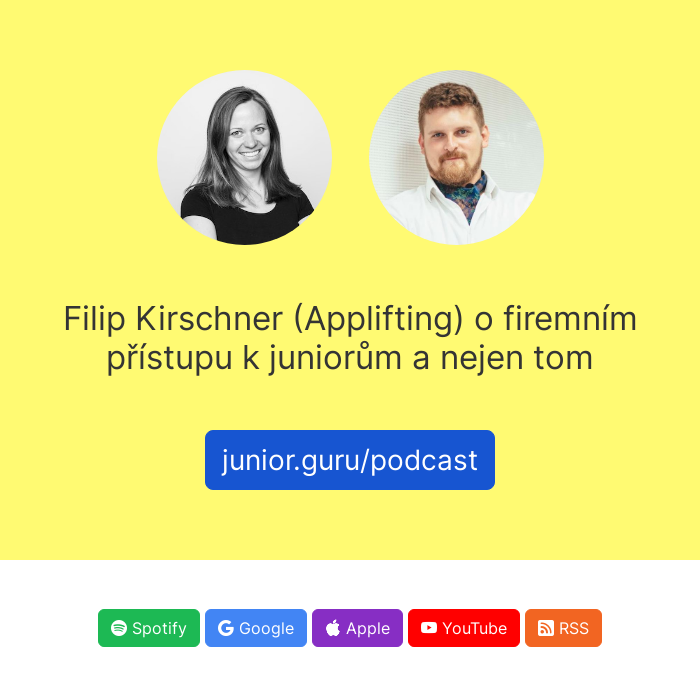 Filip Kirschner (Applifting) o firemním
přístupu k juniorům a nejen tom
junior.guru/podcast
Spotify
Google
Apple
YouTube
RSS